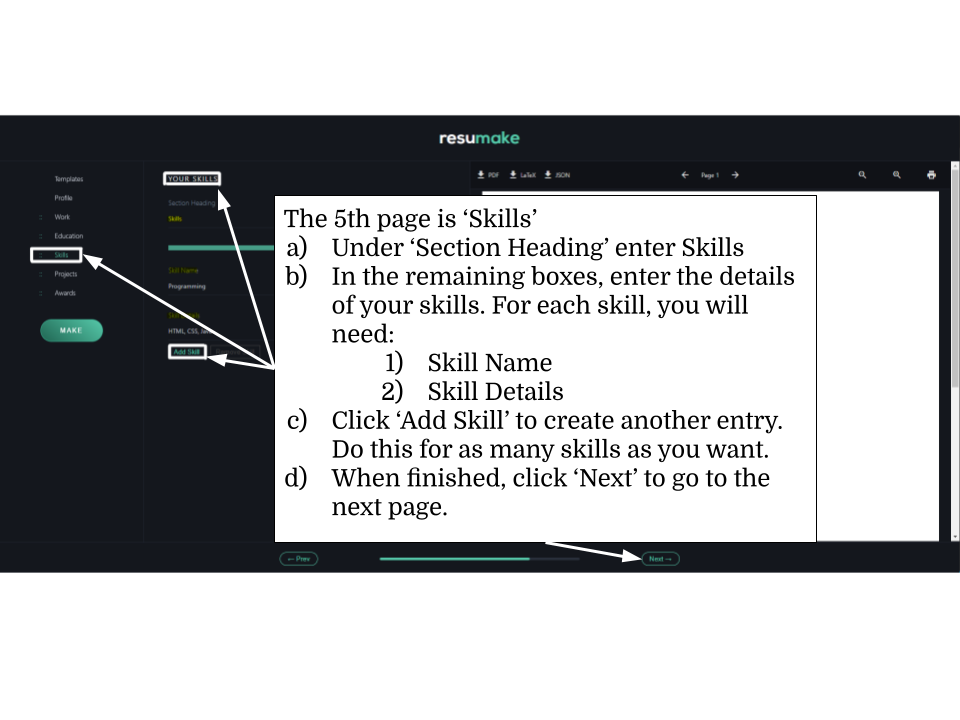 resumake
Templates
Profile
Work
Education
Skills
Projects
Awards
MAKE
YOUR SKILLS
Section Heading
Skills
Skill Name
Programming
HTML, CSS,
Add Skill
PDF LaTeX JSON
← Page 1 →
The 5th page is ‘Skills’
a) Under ‘Section Heading’ enter Skills
b) In the remaining boxes, enter the details
of your skills. For each skill, you will
need:
1) Skill Name
2) Skill Details
c) Click ‘Add Skill’ to create another entry.
Do this for as many skills as you want.
d) When finished, click ‘Next’ to go to the
next page.
← Prev
Next →